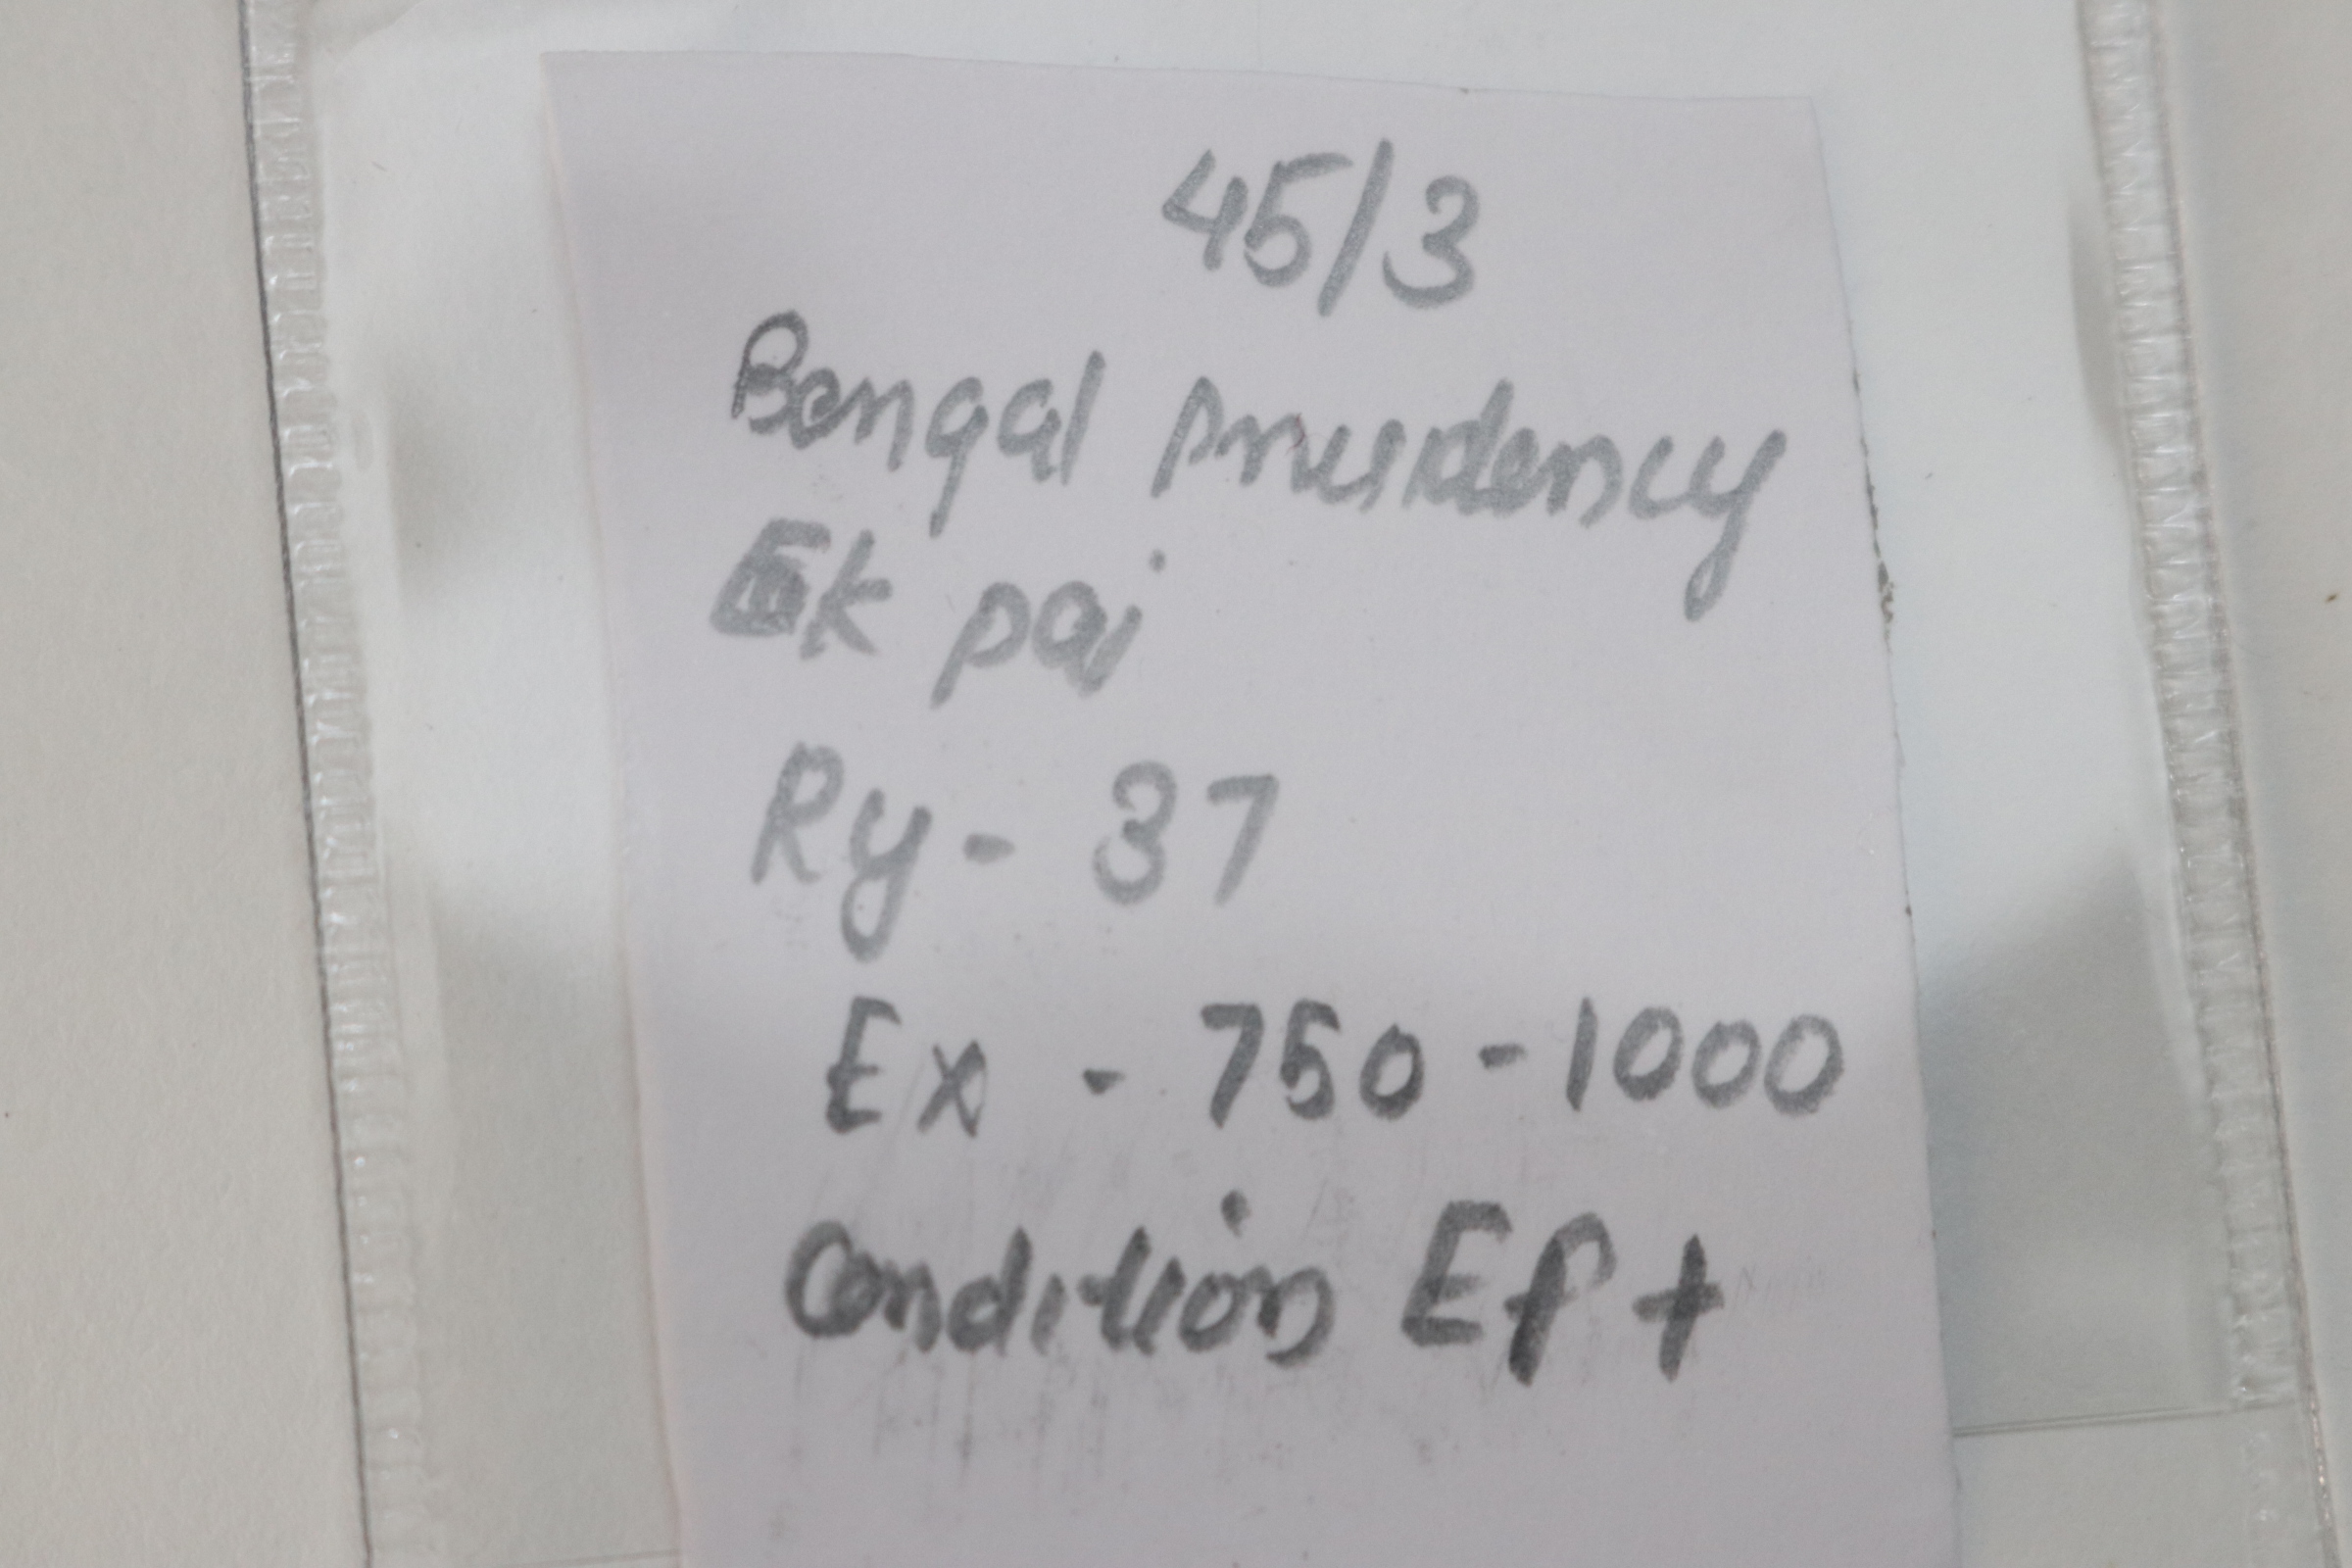 45/3
Bengal Presidency
Ek pai
Ry - 37
Ex - 750 - 1000
Condition Ef +